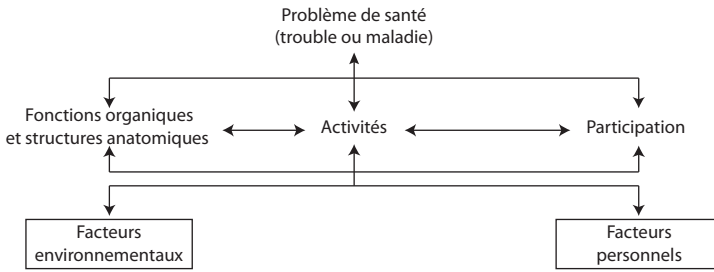 Problème de santé
(trouble ou maladie)
Fonctions organiques
et structures anatomiques
Activités
Participation
Facteurs
environnementaux
Facteurs
personnels